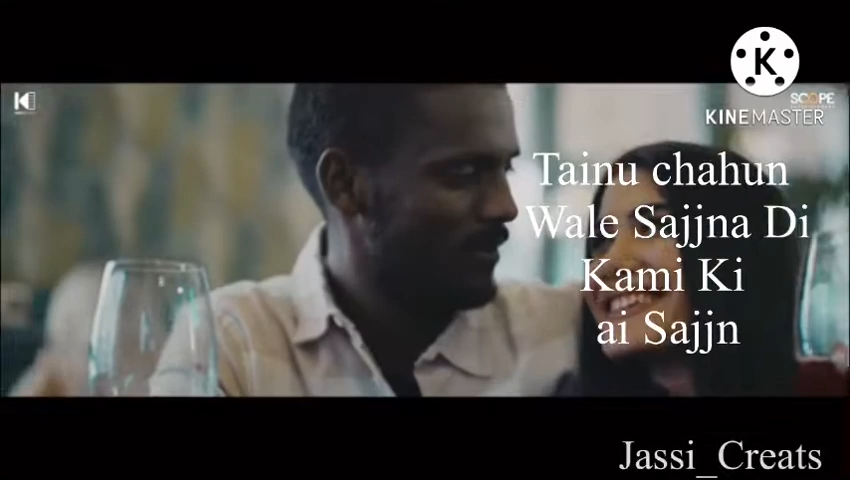 K
KINEMASTER
SCOPE
Tainu chahun
Wale Sajjna Di
Kami Ki
ai Sajjn
Jassi_Creats